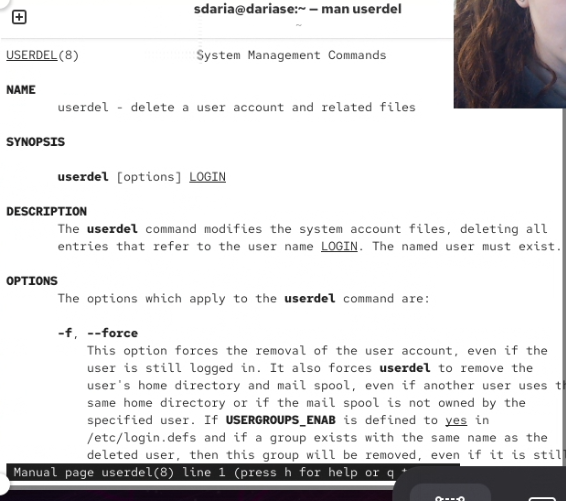 sdaria@dariase:~ — man userdel
~
USERDEL(8) System Management Commands
NAME
userdel - delete a user account and related files
SYNOPSIS
userdel [options] LOGIN
DESCRIPTION
The userdel command modifies the system account files, deleting all
entries that refer to the user name LOGIN. The named user must exist.
OPTIONS
The options which apply to the userdel command are:
-f, --force
This option forces the removal of the user account, even if the
user is still logged in. It also forces userdel to remove the
user's home directory and mail spool, even if another user uses th
same home directory or if the mail spool is not owned by the
specified user. If USERGROUPS_ENAB is defined to yes in
/etc/login.defs and if a group exists with the same name as the
deleted user, then this group will be removed, even if it is stil
Manual page userdel(8) line 1 (press h for help or q t